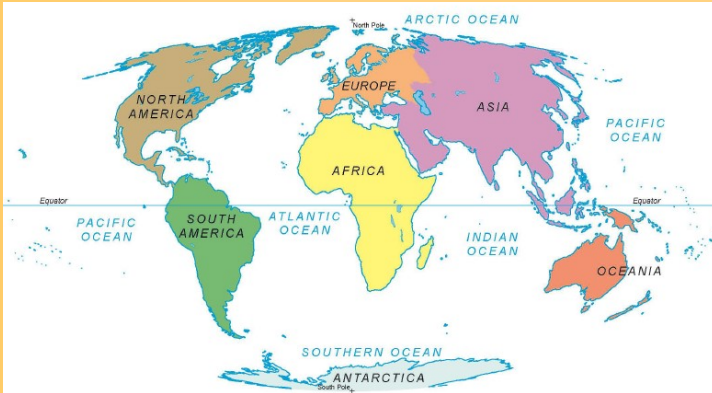 ARCTIC OCEAN
North Pole
EUROPE
NORTH
AMERICA
ASIA
PACIFIC
OCEAN
AFRICA
Equator
Equator
PACIFIC
OCEAN
SOUTH
AMERICA
ATLANTIC
OCEAN
INDIAN
OCEAN
OCEANIA
SOUTHERN OCEAN
ANTARCTICA
South Pole